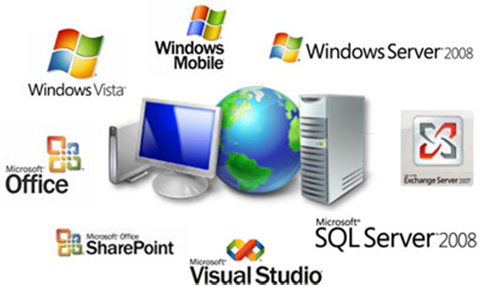 Windows Mobile
Windows Server 2008
Windows Vista
Microsoft
Office
Exchange Server 2007
Microsoft Office
SharePoint
Microsoft
Visual Studio
Microsoft
SQL Server 2008